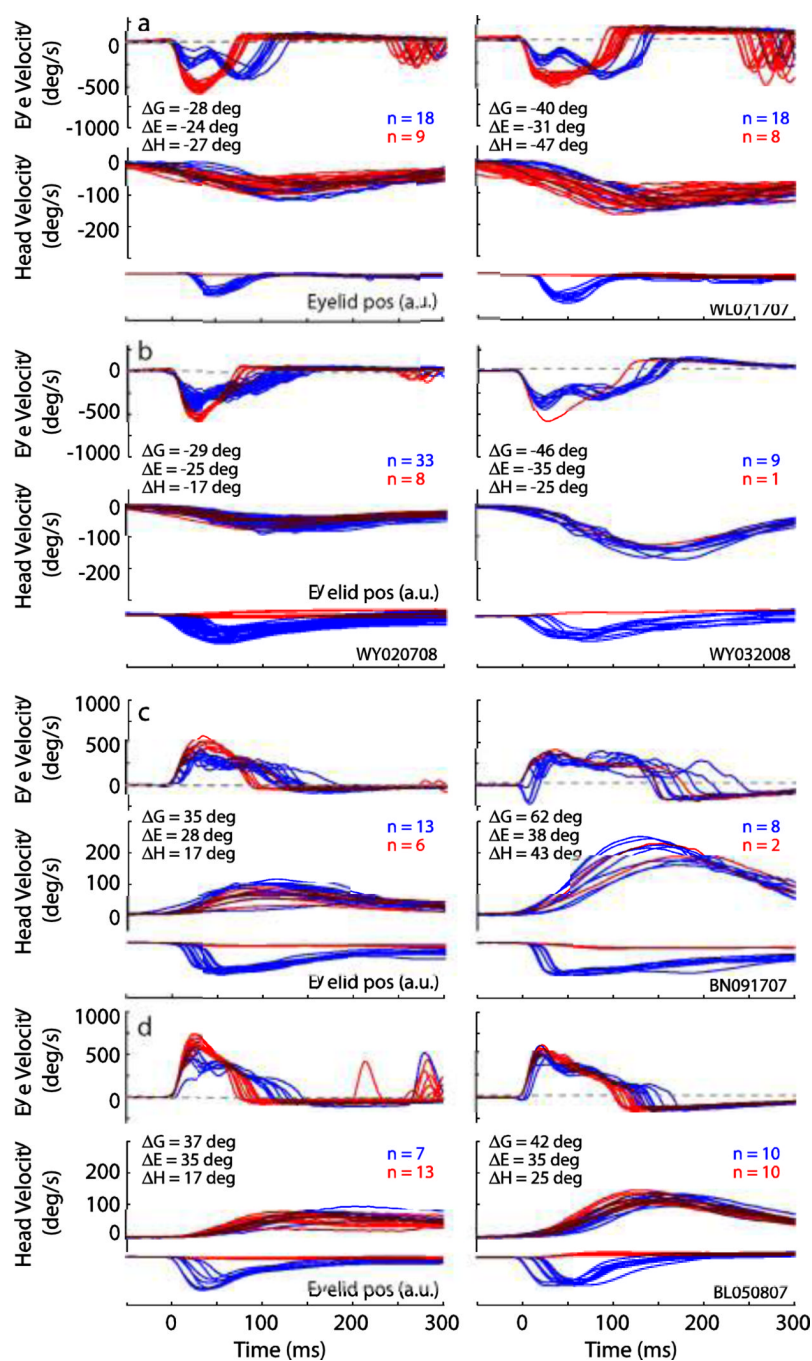 a
Eye Velocity
(deg/s)
0
-500
-1000
ΔG = -28 deg
ΔE = -24 deg
ΔH = -27 deg
n = 18
n = 9
ΔG = -40 deg
ΔE = -31 deg
ΔH = -47 deg
n = 18
n = 8
Head Velocity
(deg/s)
0
-100
-200
Eyelid pos (a.u.)
WL071707
b
Eye Velocity
(deg/s)
0
-500
-1000
ΔG = -29 deg
ΔE = -25 deg
ΔH = -17 deg
n = 33
n = 8
ΔG = -46 deg
ΔE = -35 deg
ΔH = -25 deg
n = 9
n = 1
Head Velocity
(deg/s)
0
-100
-200
Eyelid pos (a.u.)
WY020708
WY032008
c
Eye Velocity
(deg/s)
1000
500
0
ΔG = 35 deg
ΔE = 28 deg
ΔH = 17 deg
n = 13
n = 6
ΔG = 62 deg
ΔE = 38 deg
ΔH = 43 deg
n = 8
n = 2
Head Velocity
(deg/s)
200
100
0
Eyelid pos (a.u.)
BN091707
d
Eye Velocity
(deg/s)
1000
500
0
ΔG = 37 deg
ΔE = 35 deg
ΔH = 17 deg
n = 7
n = 13
ΔG = 42 deg
ΔE = 35 deg
ΔH = 25 deg
n = 10
n = 10
Head Velocity
(deg/s)
200
100
0
Eyelid pos (a.u.)
BL050807
0 100 200 300
0 100 200 300
Time (ms)
Time (ms)